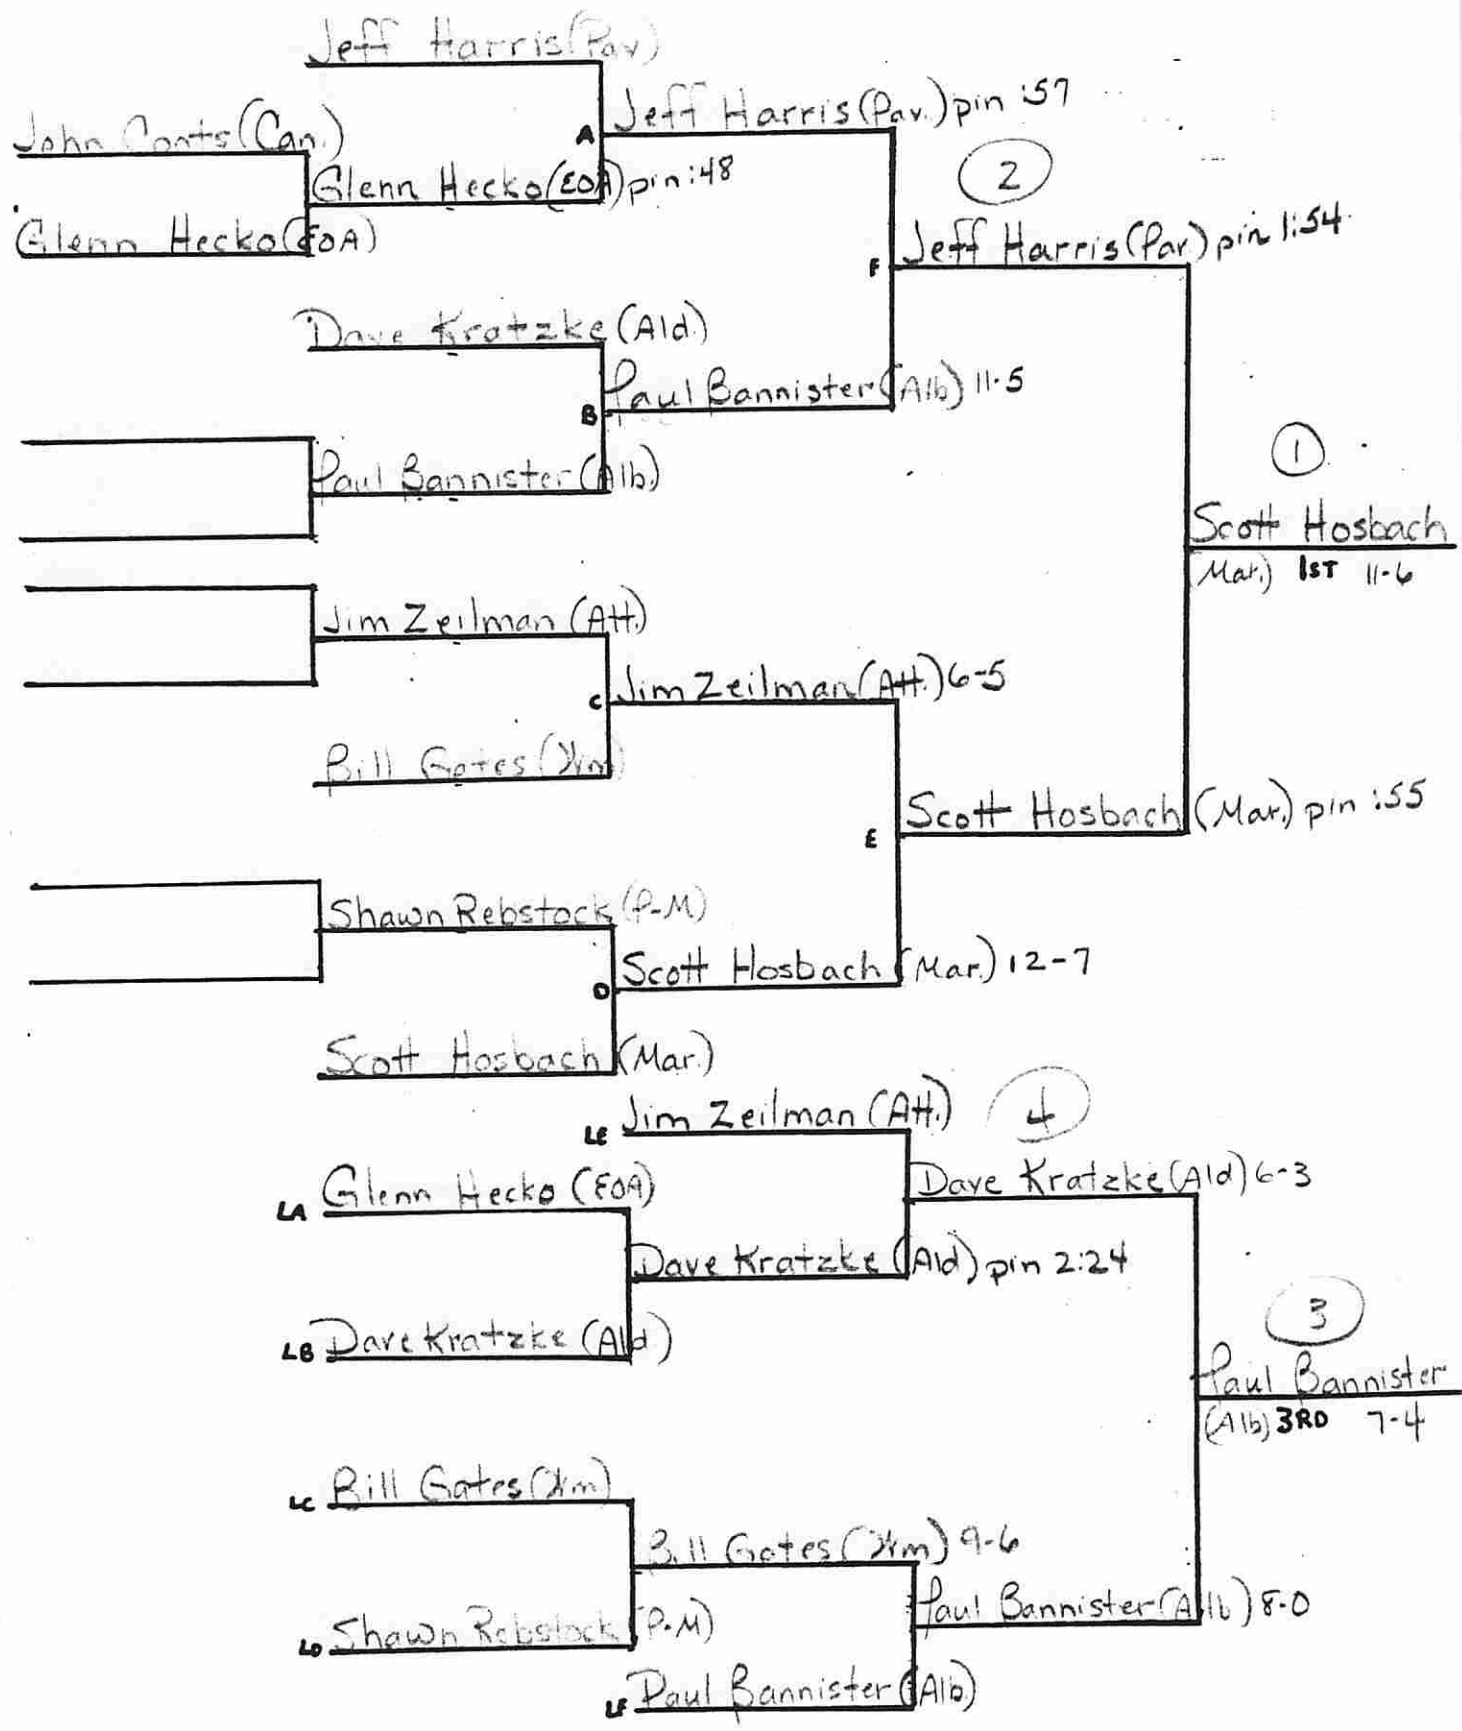 Jeff Harris (Pav)
Jeff Harris (Pav.) pin :57
John Conts (Can.)
A
Glenn Hecko (EOA) pin :48
2
Glenn Hecko (EOA)
Jeff Harris (Pav.) pin 1:54
F
Dave Kratzke (Ald.)
Paul Bannister (Alb) 11-5
B
1
Paul Bannister (Alb.)
Scott Hosbach
(Mar.) 1ST 11-6
Jim Zeilman (Att.)
Jim Zeilman (Att.) 6-5
C
Bill Gates
Scott Hosbach (Mar.) pin :55
E
Shawn Rebstock (P-M)
Scott Hosbach (Mar.) 12-7
D
Scott Hosbach (Mar.)
LE Jim Zeilman (Att.)
4
LA Glenn Hecko (EOA)
Dave Kratzke (Ald) 6-3
Dave Kratzke (Ald) pin 2:24
3
LB Dave Kratzke (Ald)
Paul Bannister
(Alb) 3RD 7-4
LC Bill Gates
Bill Gates 9-6
Paul Bannister (Alb) 8-0
LD Shawn Rebstock (P-M)
LF Paul Bannister (Alb)